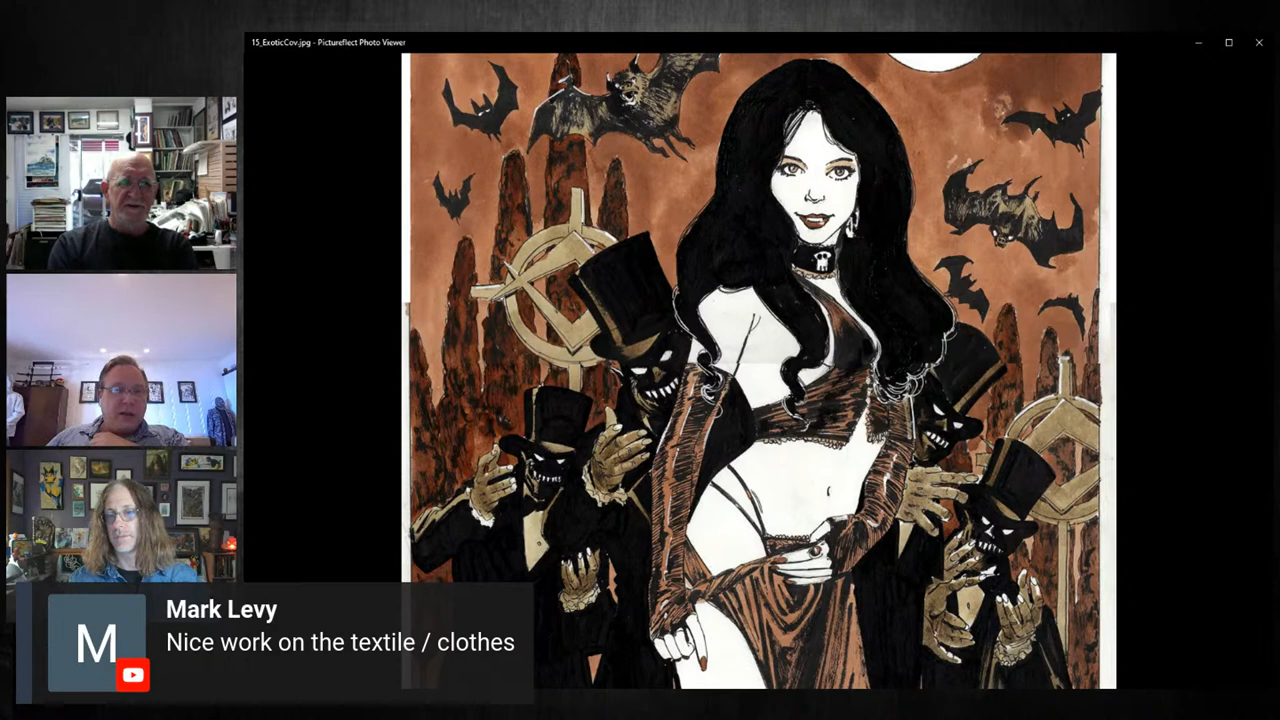 15_ExoticCov.jpg - Pictureflect Photo Viewer
M
Mark Levy
Nice work on the textile / clothes